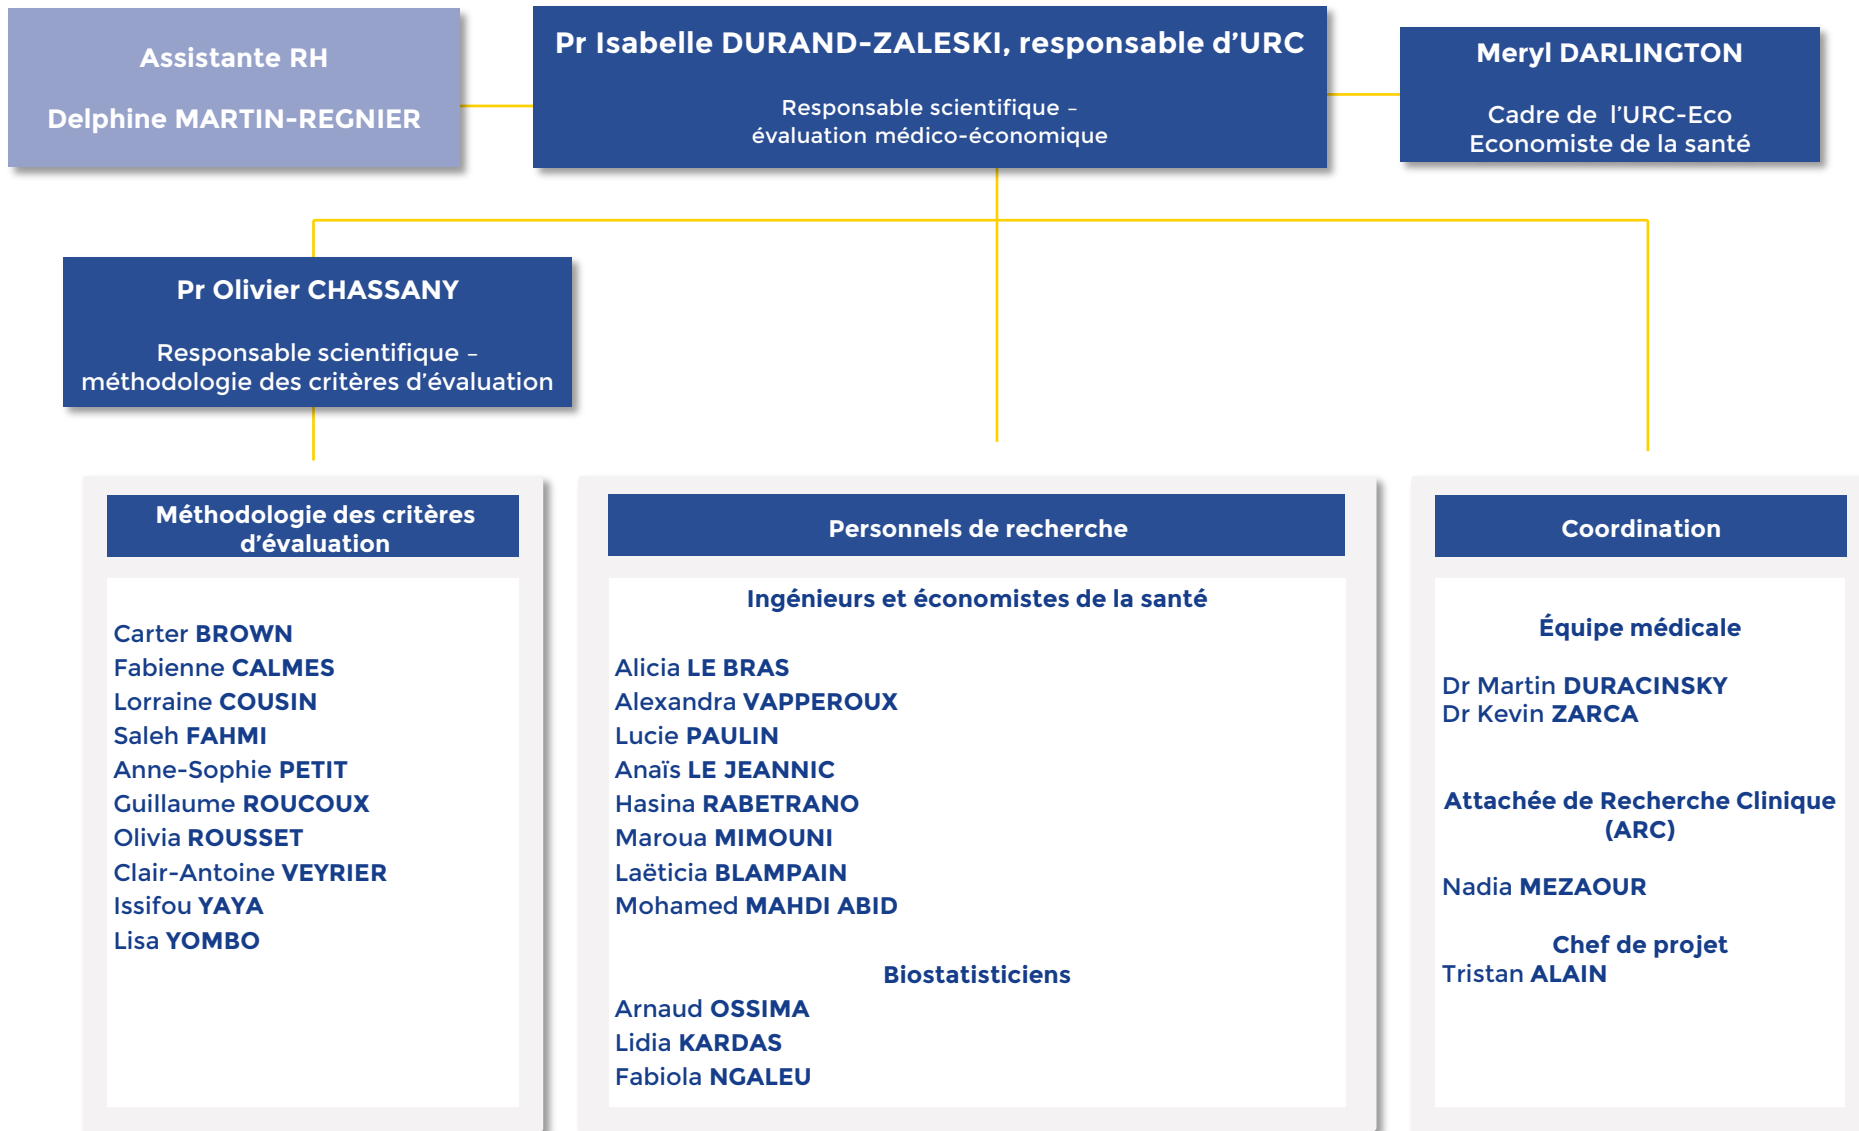 Assistante RH
Delphine MARTIN-REGNIER
Pr Isabelle DURAND-ZALESKI, responsable d'URC
Responsable scientifique –
évaluation médico-économique
Meryl DARLINGTON
Cadre de l'URC-Eco
Economiste de la santé
Pr Olivier CHASSANY
Responsable scientifique –
méthodologie des critères d'évaluation
Méthodologie des critères
d'évaluation
Carter BROWN
Fabienne CALMES
Lorraine COUSIN
Saleh FAHMI
Anne-Sophie PETIT
Guillaume ROUCOUX
Olivia ROUSSET
Clair-Antoine VEYRIER
Issifou YAYA
Lisa YOMBO
Personnels de recherche
Ingénieurs et économistes de la santé
Alicia LE BRAS
Alexandra VAPPEROUX
Lucie PAULIN
Anaïs LE JEANNIC
Hasina RABETRANO
Maroua MIMOUNI
Laëticia BLAMPAIN
Mohamed MAHDI ABID
Biostatisticiens
Arnaud OSSIMA
Lidia KARDAS
Fabiola NGALEU
Coordination
Équipe médicale
Dr Martin DURACINSKY
Dr Kevin ZARCA
Attachée de Recherche Clinique
(ARC)
Nadia MEZAOUR
Chef de projet
Tristan ALAIN